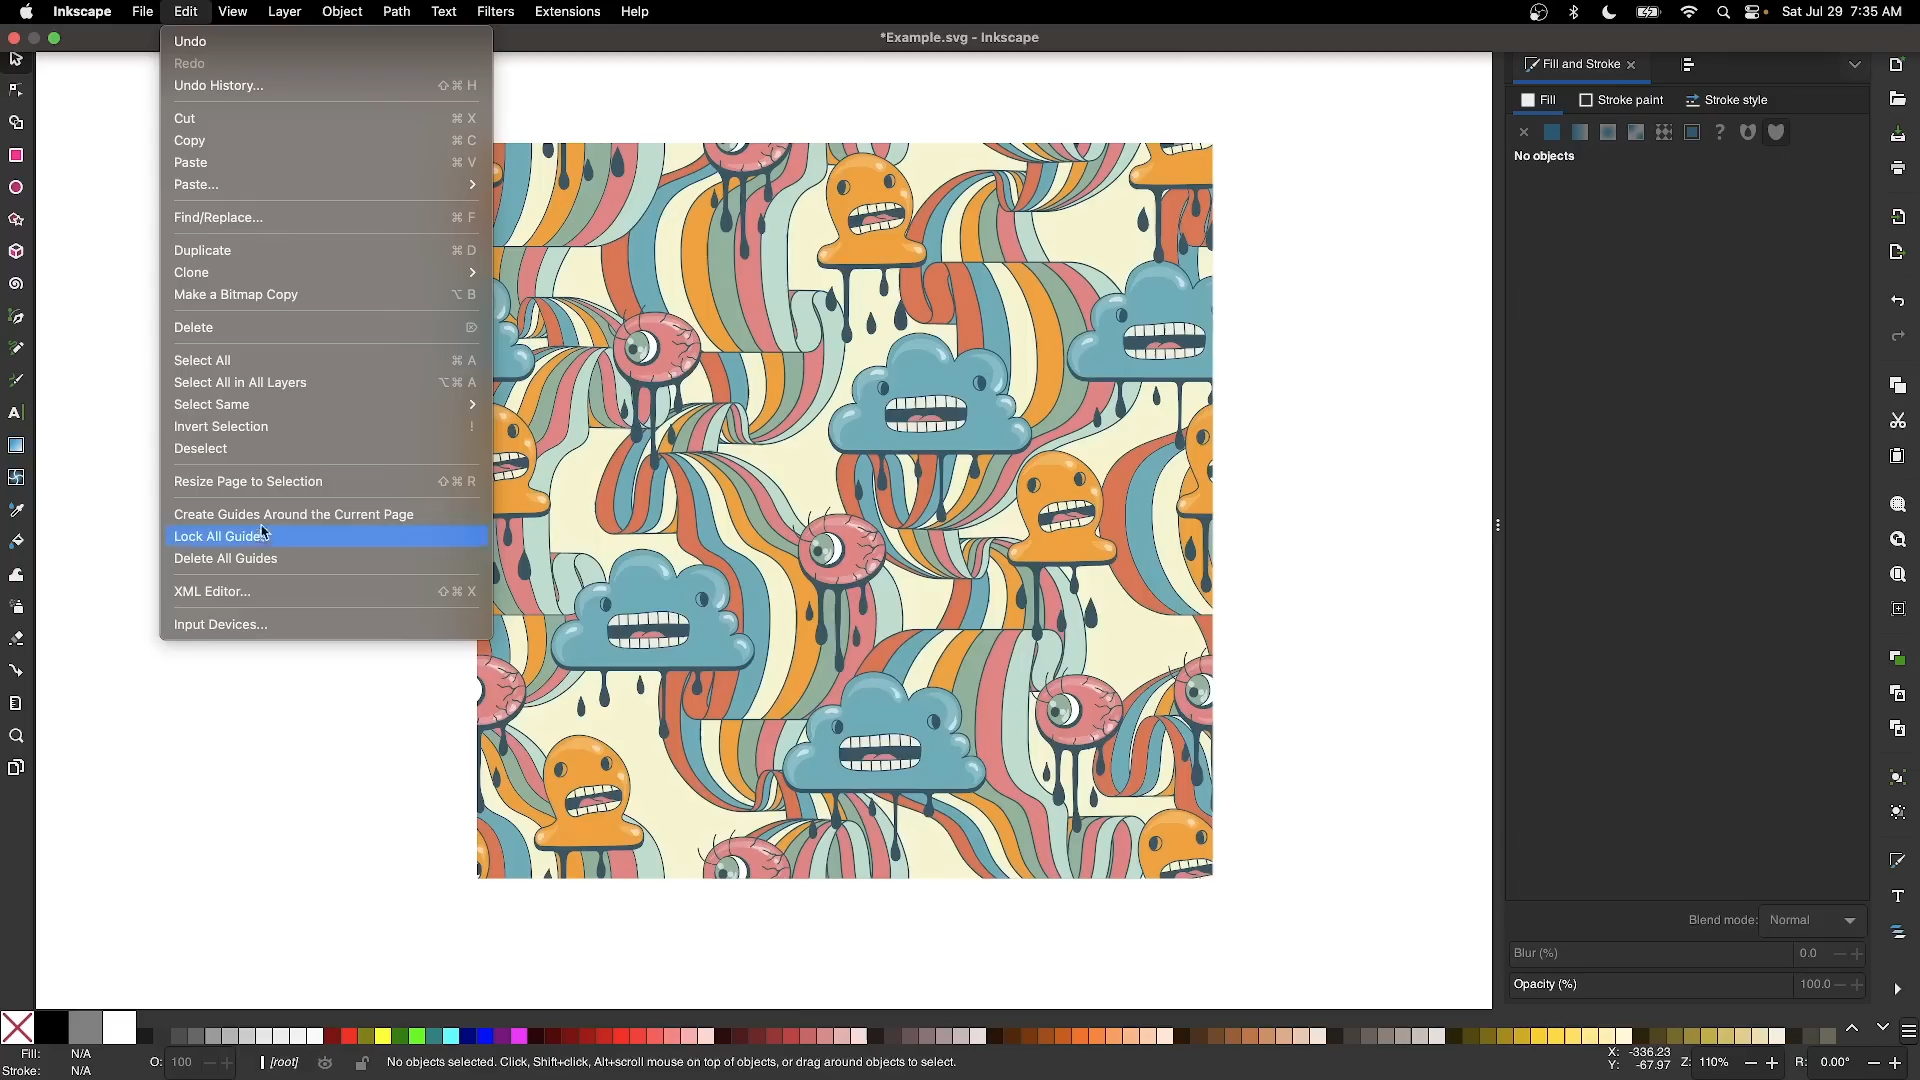 Inkscape File Edit View Layer Object Path Text Filters Extensions Help Sat Jul 29 7:35 AM
*Example.svg - Inkscape
Undo
Redo
Undo History... ⇧⌘ H
Cut ⌘ X
Copy ⌘ C
Paste ⌘ V
Paste...
Find/Replace... ⌘ F
Duplicate ⌘ D
Clone
Make a Bitmap Copy ⌥ B
Delete ⌦
Select All ⌘ A
Select All in All Layers ⌥⌘ A
Select Same
Invert Selection !
Deselect
Resize Page to Selection ⇧⌘ R
Create Guides Around the Current Page
Lock All Guides
Delete All Guides
XML Editor... ⇧⌘ X
Input Devices...
Fill and Stroke
Fill Stroke paint Stroke style
No objects
Blend mode: Normal
Blur (%) 0.0
Opacity (%) 100.0
Fill: N/A
Stroke: N/A
O: 100
[root]
No objects selected. Click, Shift+click, Alt+scroll mouse on top of objects, or drag around objects to select.
X: -336.23
Y: -67.97
Z: 110%
R: 0.00°